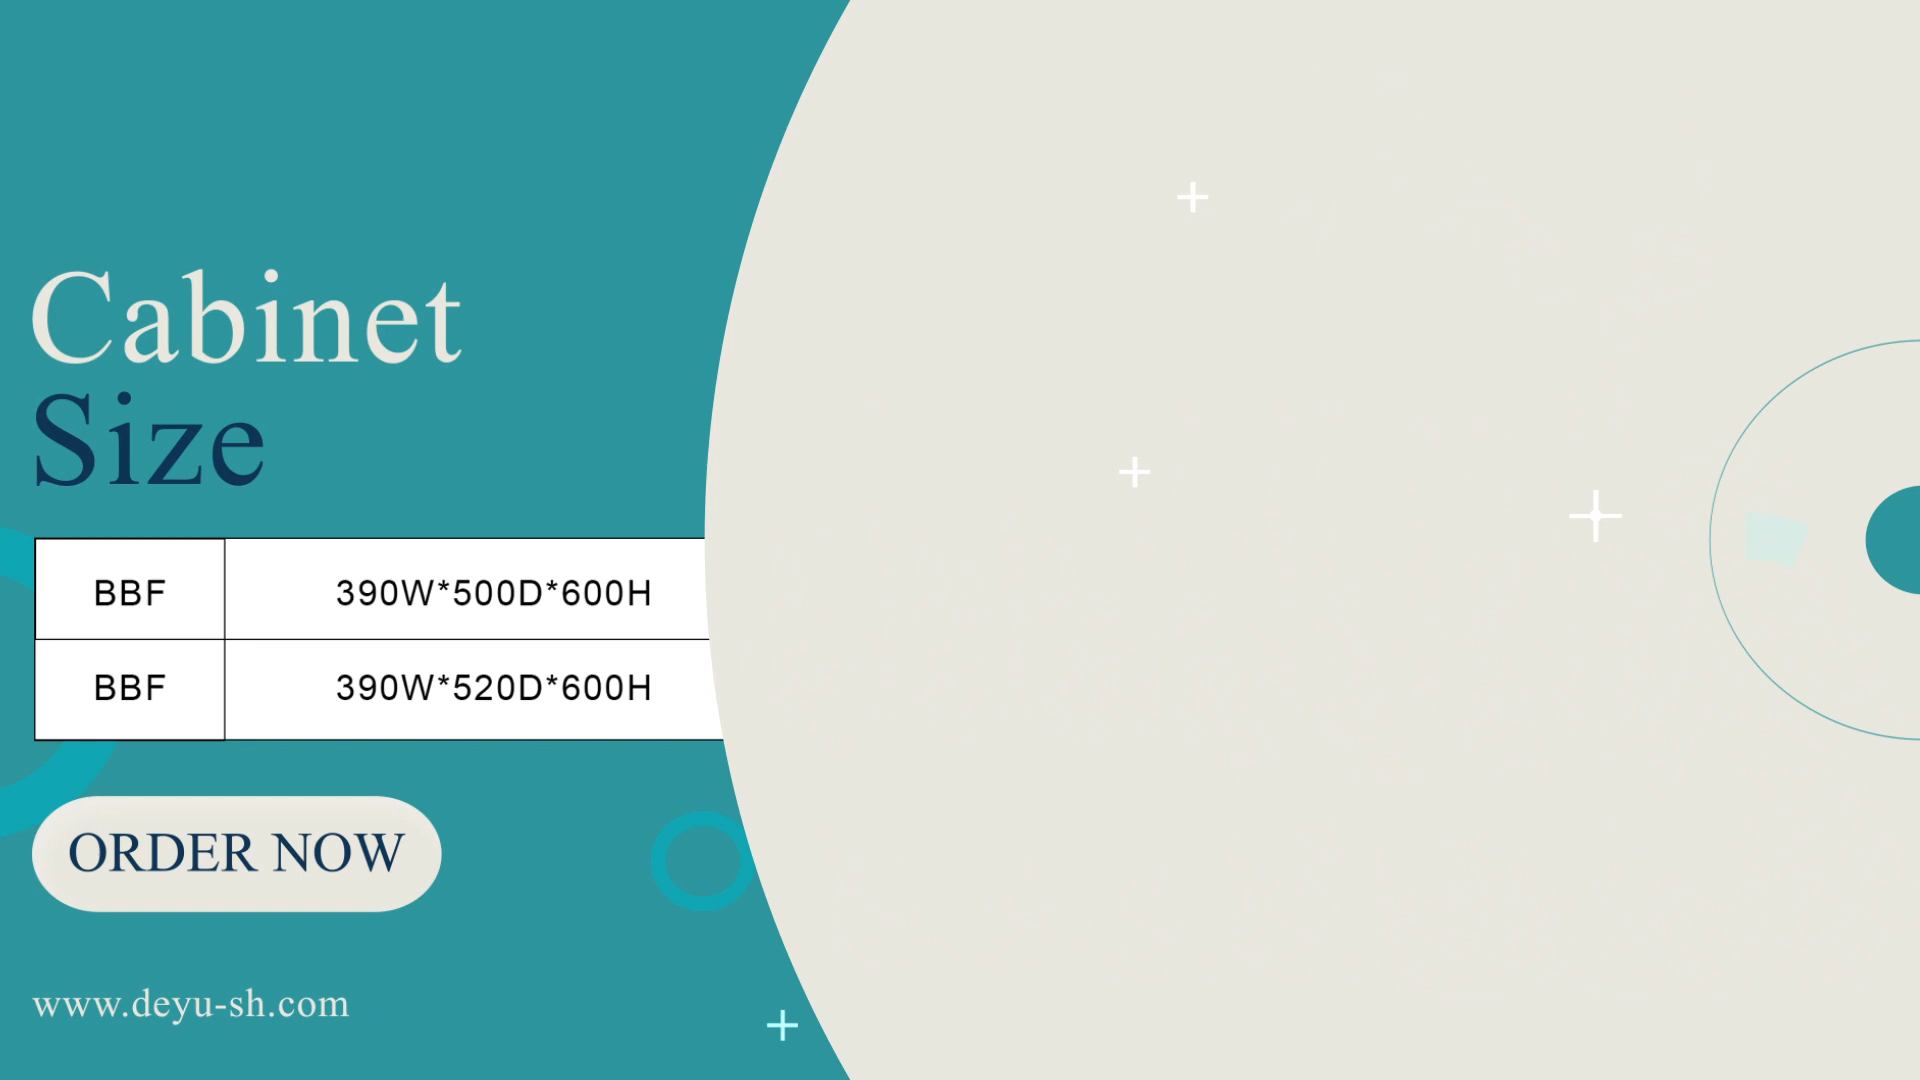 Cabinet
Size
BBF 390W*500D*600H
BBF 390W*520D*600H
ORDER NOW
www.deyu-sh.com